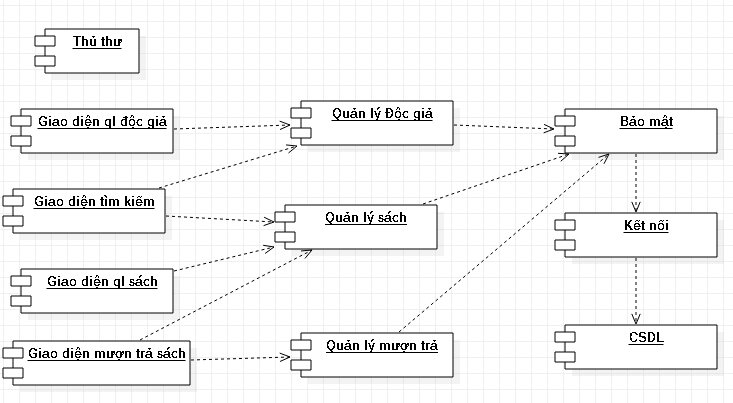 Thủ thư
Giao diện ql độc giả
Quản lý Độc giả
Bảo mật
Giao diện tìm kiếm
Quản lý sách
Kết nối
Giao diện ql sách
Giao diện mượn trả sách
Quản lý mượn trả
CSDL